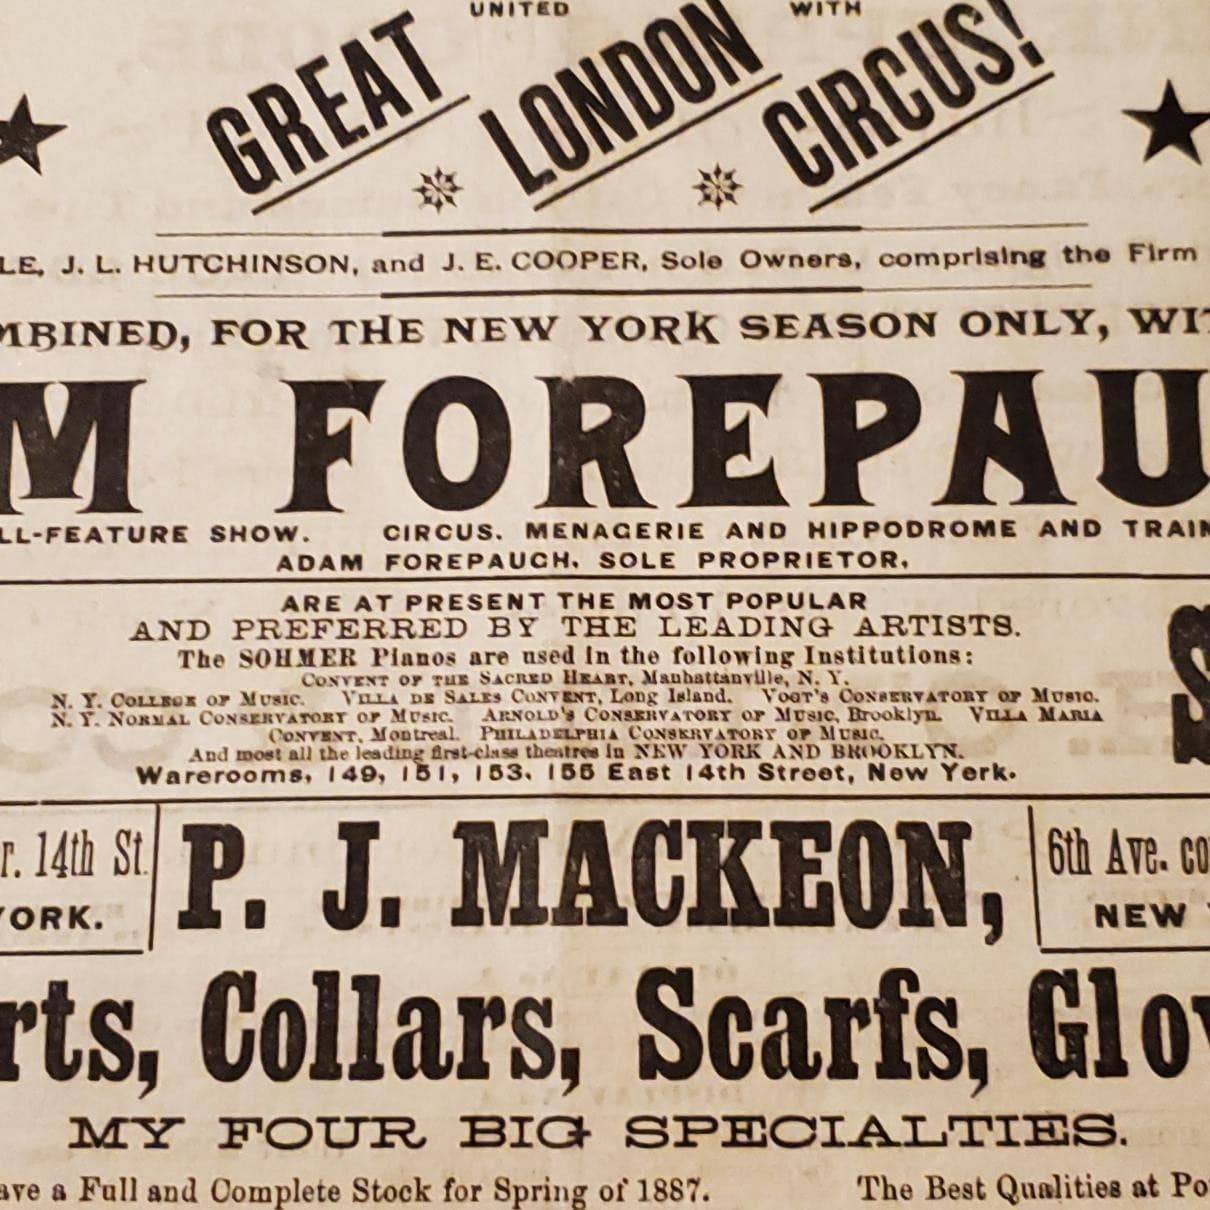 UNITED WITH
GREAT LONDON CIRCUS!
LE, J. L. HUTCHINSON, and J. E. COOPER, Sole Owners, comprising the Firm
MBINED, FOR THE NEW YORK SEASON ONLY, WIT
M FOREPAU
LL-FEATURE SHOW. CIRCUS, MENAGERIE AND HIPPODROME AND TRAIN
ADAM FOREPAUGH, SOLE PROPRIETOR,
ARE AT PRESENT THE MOST POPULAR
AND PREFERRED BY THE LEADING ARTISTS.
The SOHMER Pianos are used in the following Institutions:
CONVENT OF THE SACRED HEART, Manhattanville, N. Y.
N. Y. COLLEGE OF MUSIC. VILLA DE SALES CONVENT, Long Island. VOGT'S CONSERVATORY OF MUSIC.
N. Y. NORMAL CONSERVATORY OF MUSIC. ARNOLD'S CONSERVATORY OF MUSIC, Brooklyn. VILLA MARIA
CONVENT, Montreal. PHILADELPHIA CONSERVATORY OF MUSIC.
And most all the leading first-class theatres in NEW YORK AND BROOKLYN.
Warerooms, 149, 151, 153, 155 East 14th Street, New York.
S
r. 14th St. P. J. MACKEON, 6th Ave. co
YORK. NEW
rts, Collars, Scarfs, Glov
MY FOUR BIG SPECIALTIES.
ave a Full and Complete Stock for Spring of 1887. The Best Qualities at Po